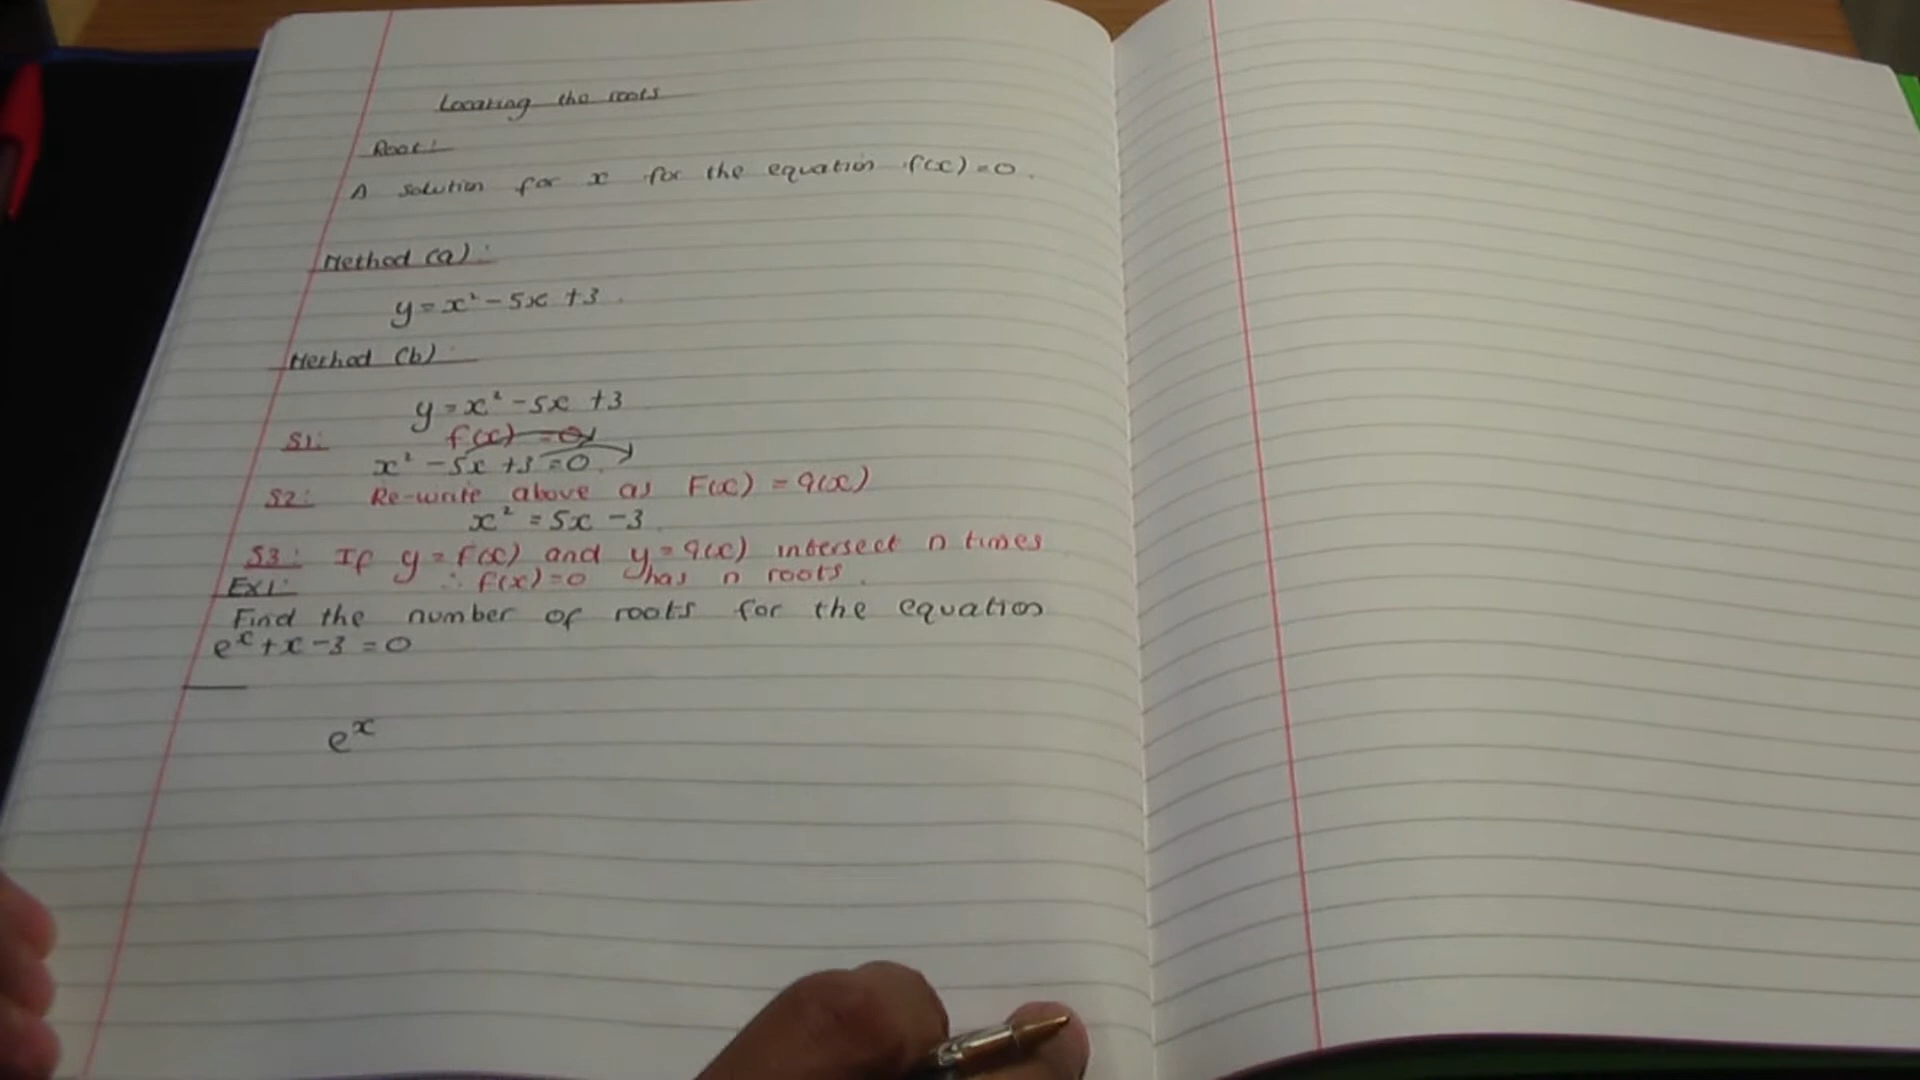 Locating the roots
Root:
A solution for x for the equation f(x)=0.
Method (a):
y = x² - 5x + 3.
Method (b)
y = x² - 5x + 3
S1: f(x) = 0
x² - 5x + 3 = 0.
S2: Re-write above as F(x) = g(x)
x² = 5x - 3
S3: If y = F(x) and y = g(x) intersect n times
∴ f(x)=0 has n roots.
EX1:
Find the number of roots for the equation
eˣ + x - 3 = 0
eˣ